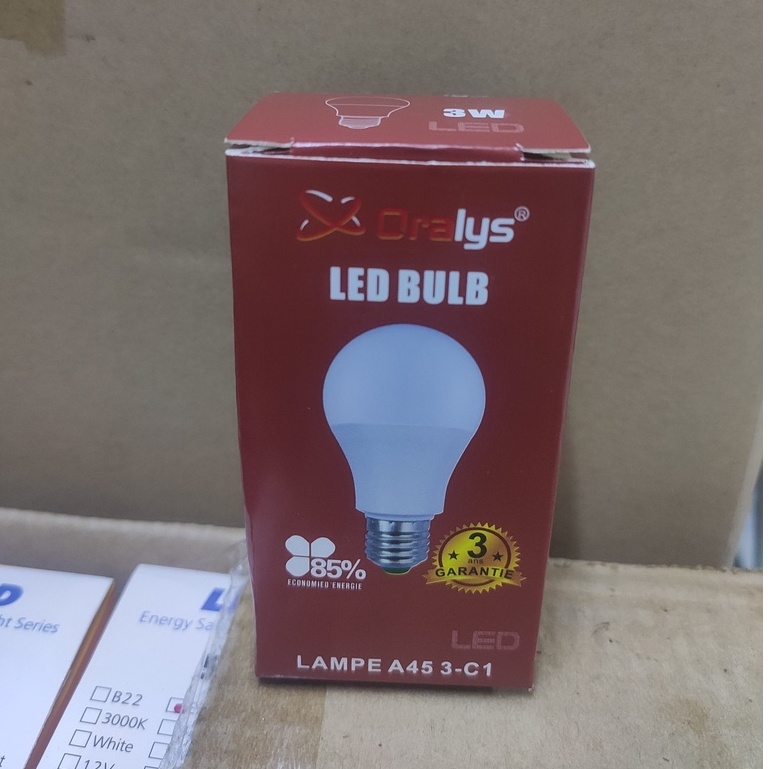 3W
LED
Oralys®
LED BULB
85%
ECONOMIED'ENERGIE
3
ans
GARANTIE
LED
LAMPE A45 3-C1
ht Series
Energy Sa
B22
3000K
White
12V